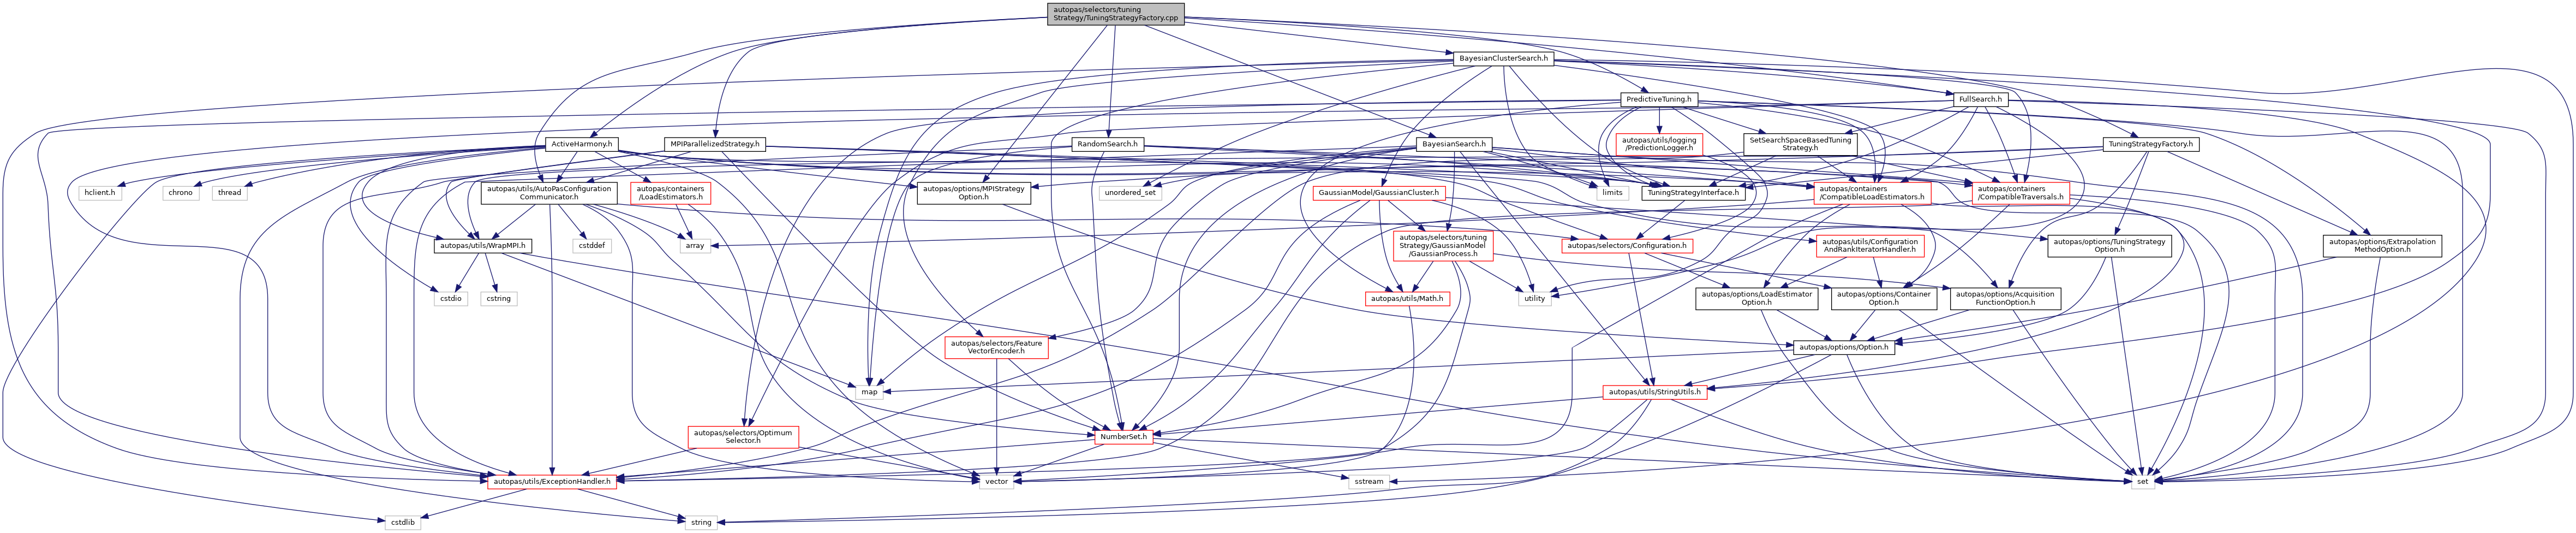 autopas/selectors/tuning
Strategy/TuningStrategyFactory.cpp
BayesianClusterSearch.h
PredictiveTuning.h
FullSearch.h
ActiveHarmony.h
MPIParallelizedStrategy.h
RandomSearch.h
BayesianSearch.h
autopas/utils/logging
/PredictionLogger.h
SetSearchSpaceBasedTuning
Strategy.h
TuningStrategyFactory.h
hclient.h
chrono
thread
autopas/utils/AutoPasConfiguration
Communicator.h
autopas/containers
/LoadEstimators.h
autopas/options/MPIStrategy
Option.h
unordered_set
GaussianModel/GaussianCluster.h
limits
TuningStrategyInterface.h
autopas/containers
/CompatibleLoadEstimators.h
autopas/containers
/CompatibleTraversals.h
autopas/utils/WrapMPI.h
cstddef
array
autopas/selectors/tuning
Strategy/GaussianModel
/GaussianProcess.h
autopas/selectors/Configuration.h
autopas/utils/Configuration
AndRankIteratorHandler.h
autopas/options/TuningStrategy
Option.h
autopas/options/Extrapolation
MethodOption.h
cstdio
cstring
autopas/utils/Math.h
utility
autopas/options/LoadEstimator
Option.h
autopas/options/Container
Option.h
autopas/options/Acquisition
FunctionOption.h
autopas/selectors/Feature
VectorEncoder.h
autopas/options/Option.h
map
autopas/utils/StringUtils.h
autopas/selectors/Optimum
Selector.h
NumberSet.h
autopas/utils/ExceptionHandler.h
vector
sstream
set
cstdlib
string